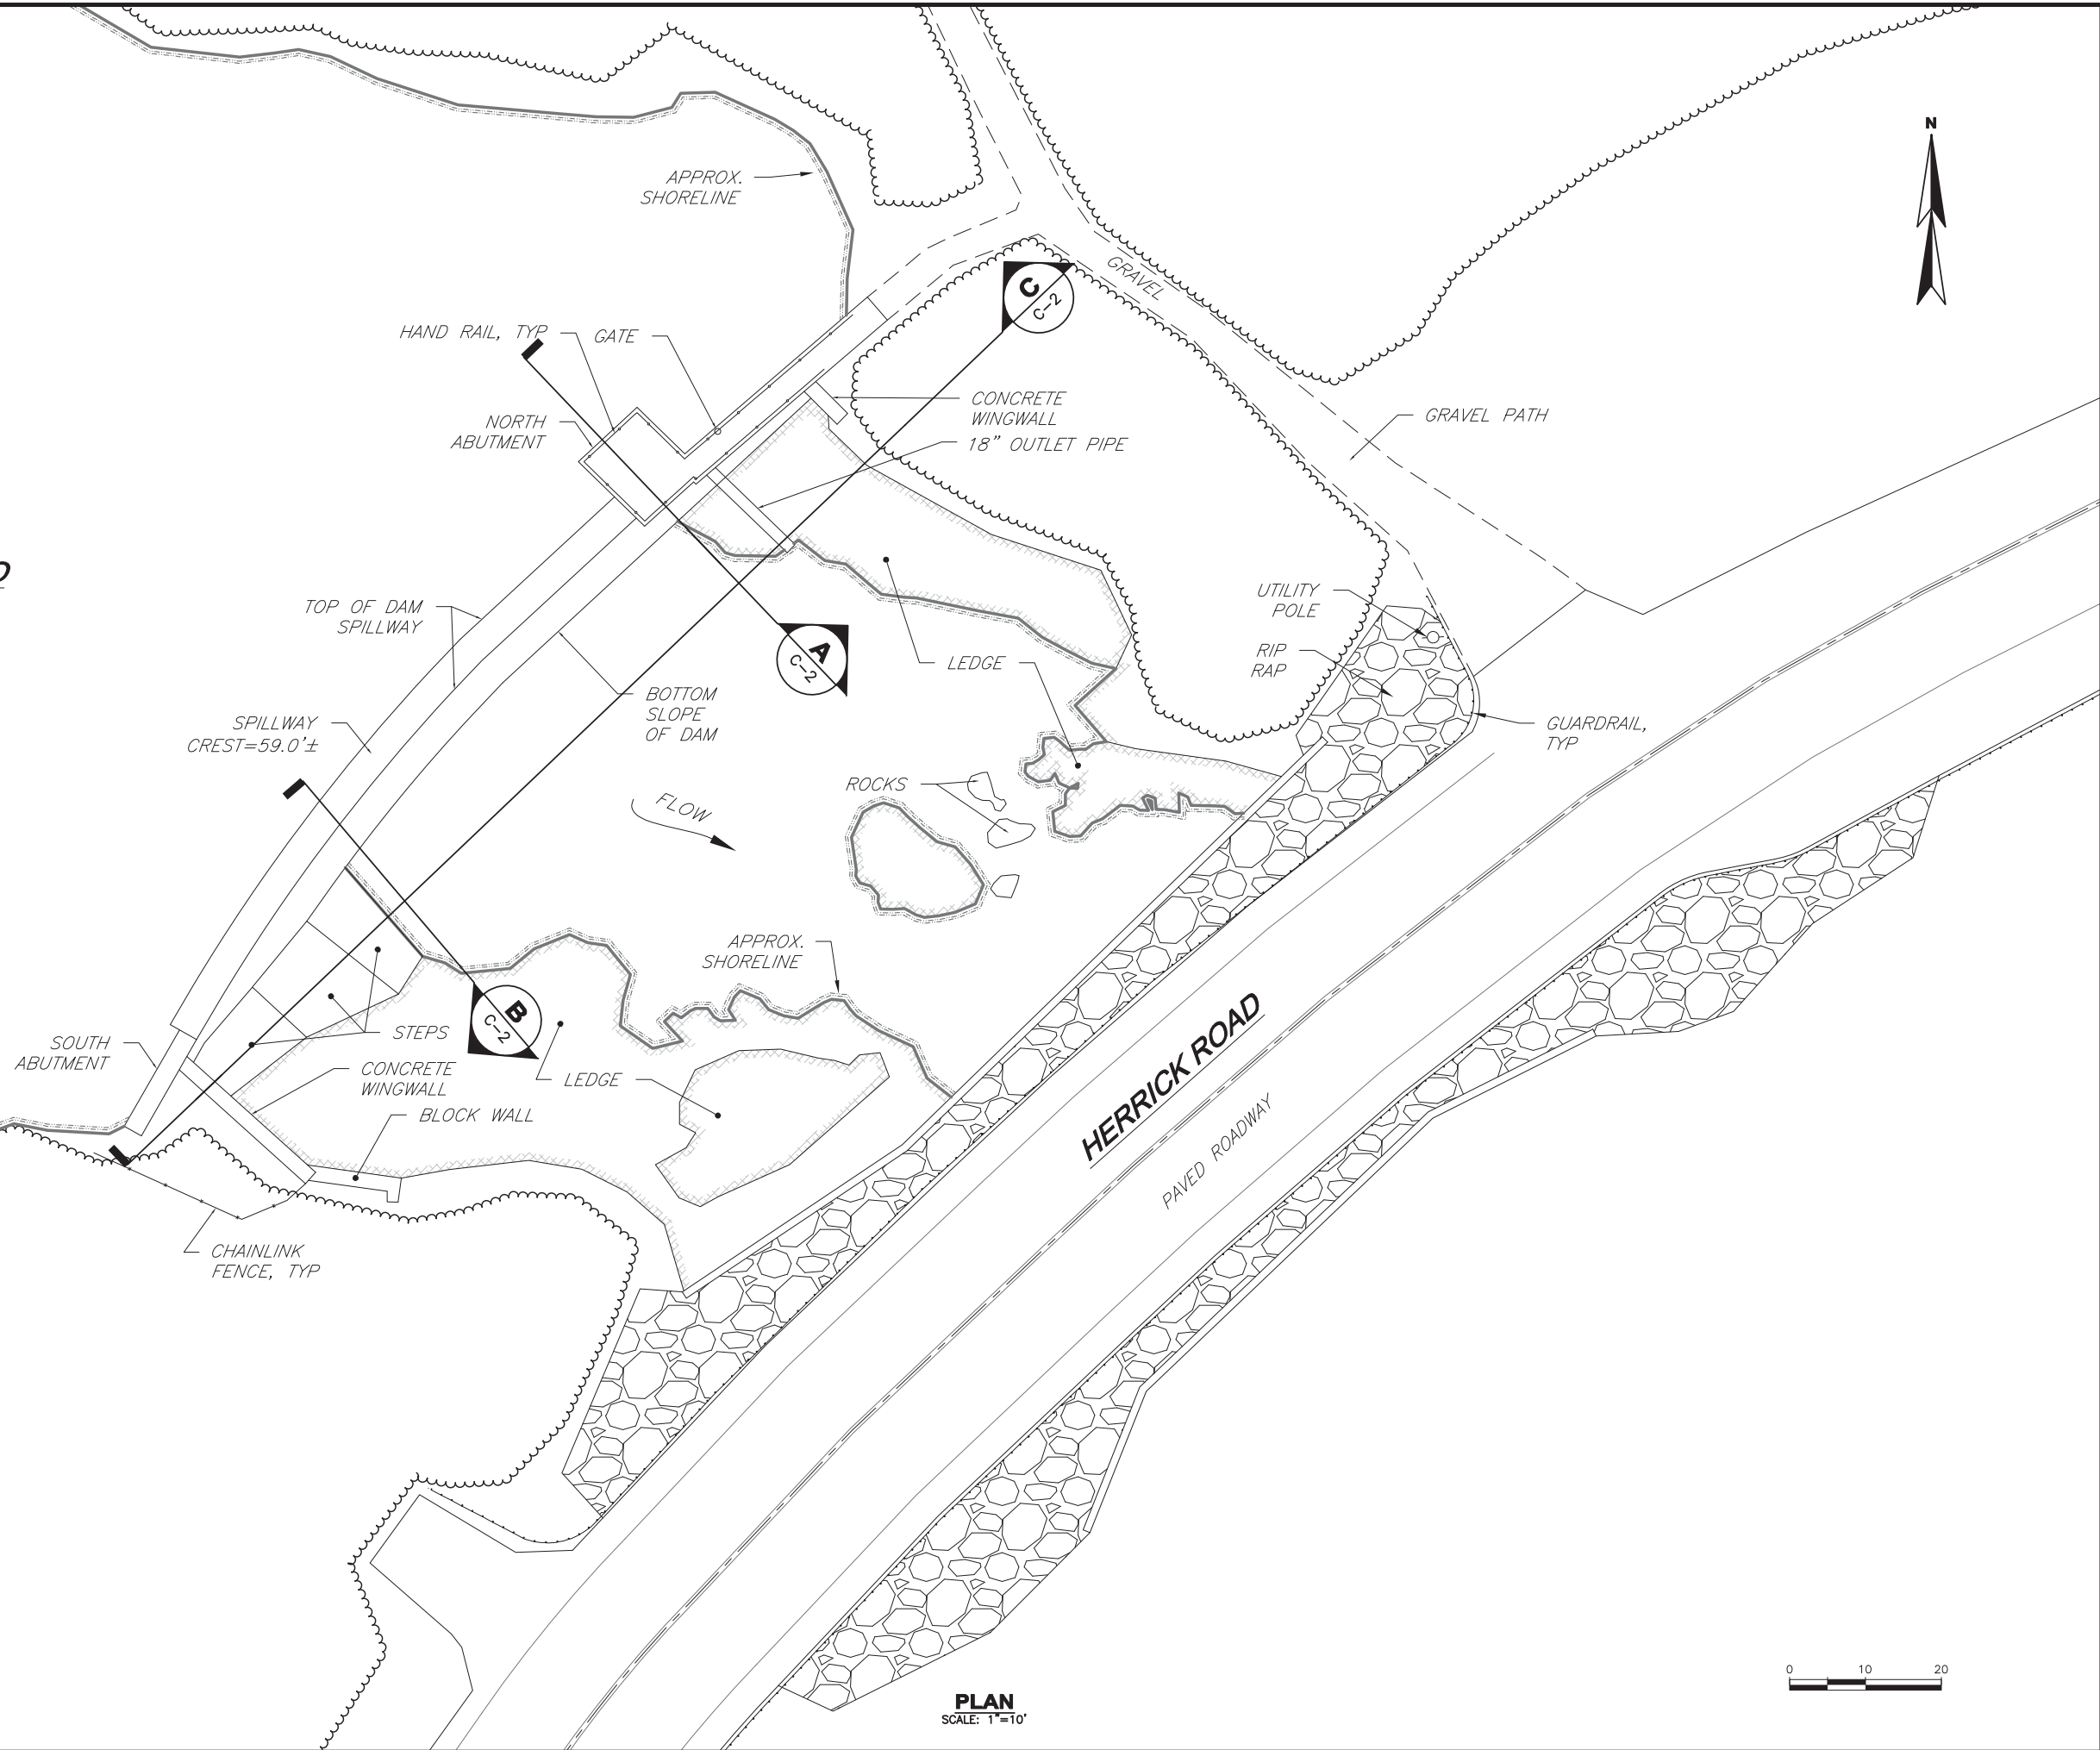 N
APPROX.
SHORELINE
GRAVEL
C
C-2
HAND RAIL, TYP
GATE
CONCRETE
WINGWALL
NORTH
ABUTMENT
18" OUTLET PIPE
GRAVEL PATH
TOP OF DAM
SPILLWAY
UTILITY
POLE
A
C-2
LEDGE
RIP
RAP
BOTTOM
SLOPE
OF DAM
SPILLWAY
CREST=59.0'±
GUARDRAIL,
TYP
ROCKS
FLOW
APPROX.
SHORELINE
B
C-2
STEPS
SOUTH
ABUTMENT
CONCRETE
WINGWALL
LEDGE
BLOCK WALL
HERRICK ROAD
PAVED ROADWAY
CHAINLINK
FENCE, TYP
0 10 20
PLAN
SCALE: 1"=10'